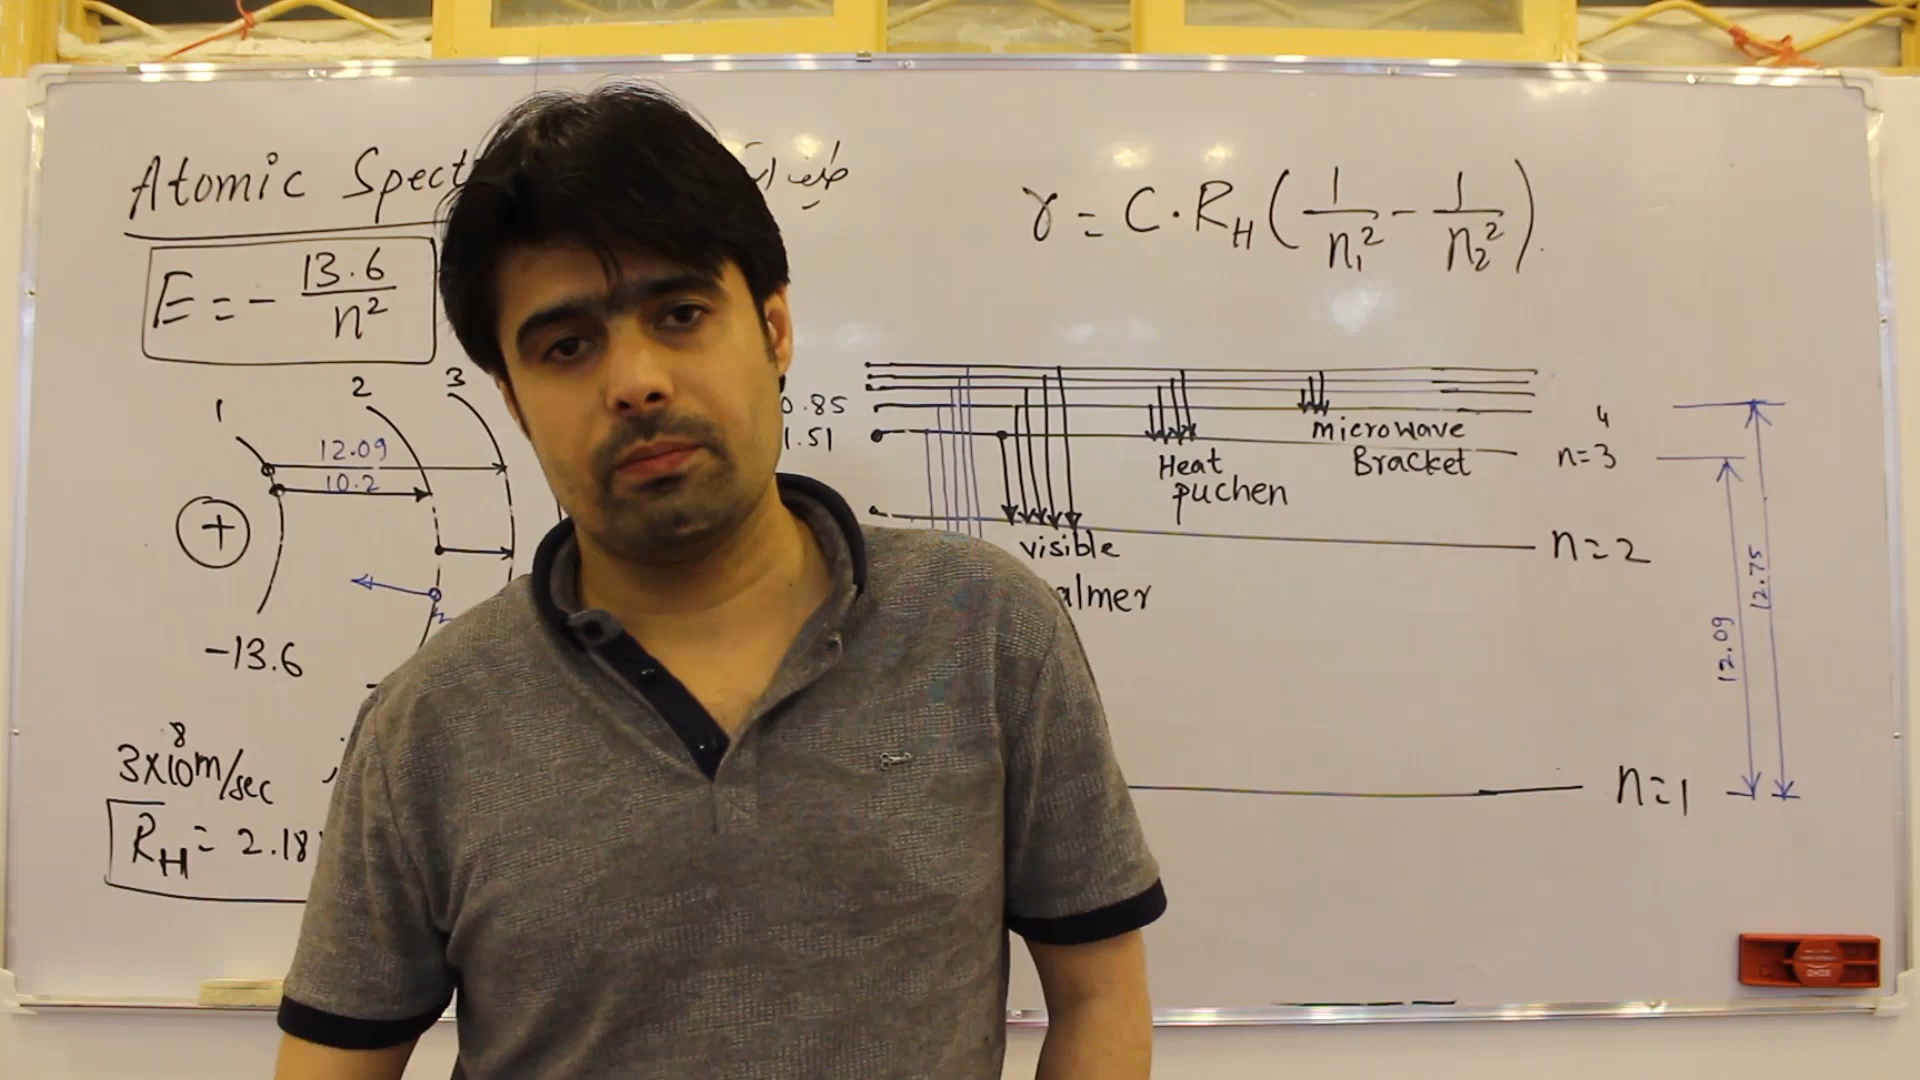 Atomic Spect
E = - 13.6 / n²
γ = C · R_H ( 1/n₁² - 1/n₂² )
1
2
3
12.09
10.2
+
-13.6
3×10⁸m/sec
R_H = 2.18
0.85
1.51
microwave
Bracket
Heat
puchen
visible
almer
4
n=3
n=2
n=1
12.09
12.75